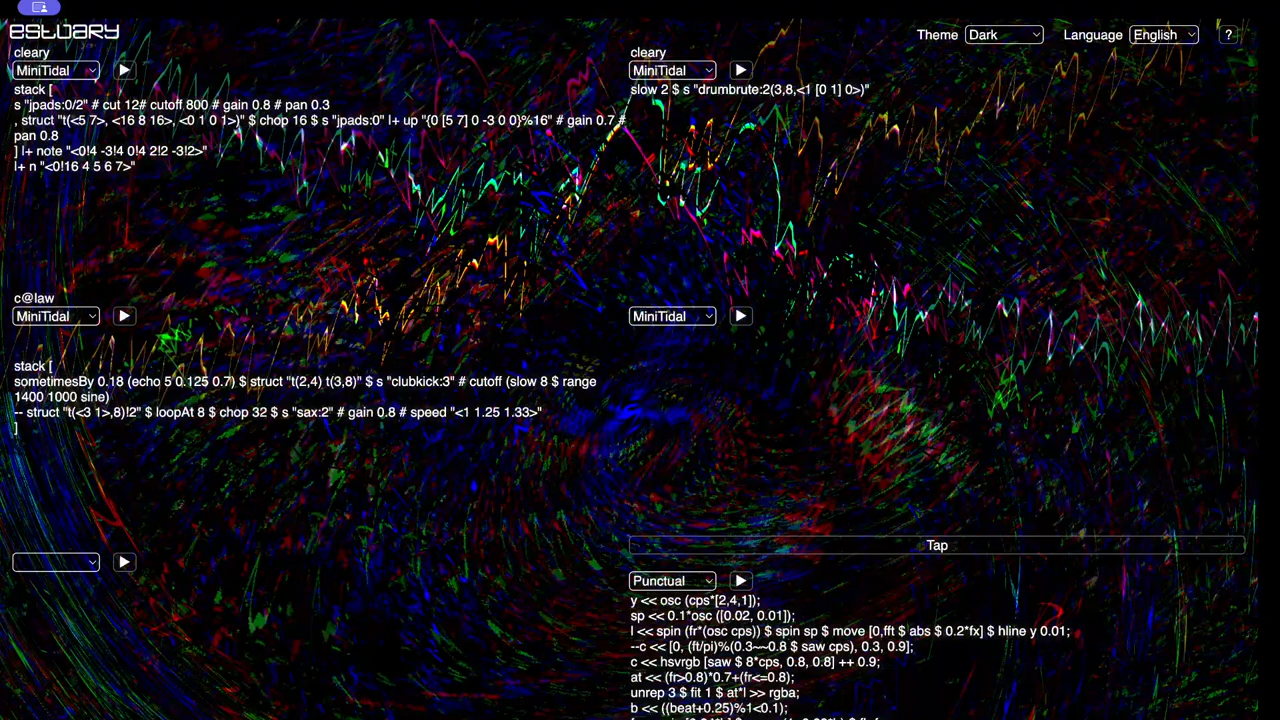 estuary
Theme Dark Language English ?
cleary
MiniTidal
stack [
s "jpads:0/2" # cut 12# cutoff 800 # gain 0.8 # pan 0.3
, struct "t(<5 7>, <16 8 16>, <0 1 0 1>)" $ chop 16 $ s "jpads:0" |+ up "{0 [5 7] 0 -3 0 0}%16" # gain 0.7 #
pan 0.8
] |+ note "<0!4 -3!4 0!4 2!2 -3!2>"
|+ n "<0!16 4 5 6 7>"
cleary
MiniTidal
slow 2 $ s "drumbrute:2(3,8,<1 [0 1] 0>)"
c@law
MiniTidal
stack [
sometimesBy 0.18 (echo 5 0.125 0.7) $ struct "t(2,4) t(3,8)" $ s "clubkick:3" # cutoff (slow 8 $ range
1400 1000 sine)
-- struct "t(<3 1>,8)!2" $ loopAt 8 $ chop 32 $ s "sax:2" # gain 0.8 # speed "<1 1.25 1.33>"
]
MiniTidal
Tap
Punctual
y << osc (cps*[2,4,1]);
sp << 0.1*osc ([0.02, 0.01]);
l << spin (fr*(osc cps)) $ spin sp $ move [0,fft $ abs $ 0.2*fx] $ hline y 0.01;
--c << [0, (ft/pi)%(0.3~~0.8 $ saw cps), 0.3, 0.9];
c << hsvrgb [saw $ 8*cps, 0.8, 0.8] ++ 0.9;
at << (fr>0.8)*0.7+(fr<=0.8);
unrep 3 $ fit 1 $ at*l >> rgba;
b << ((beat+0.25)%1<0.1);